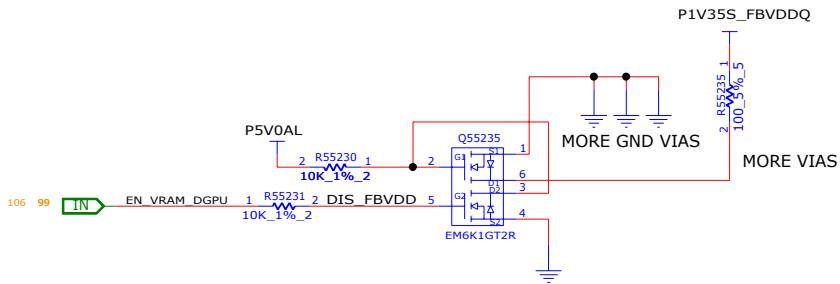 P1V35S_FBVDDQ
1
R55235
100_5%_5
2
P5V0AL
Q55235
MORE GND VIAS
MORE VIAS
2
R55230
1
10K_1%_2
2
G1
S1
1
D1
6
D2
3
G2
S2
4
106
99
IN
EN_VRAM_DGPU
1
R55231
2
10K_1%_2
DIS_FBVDD
5
EM6K1GT2R